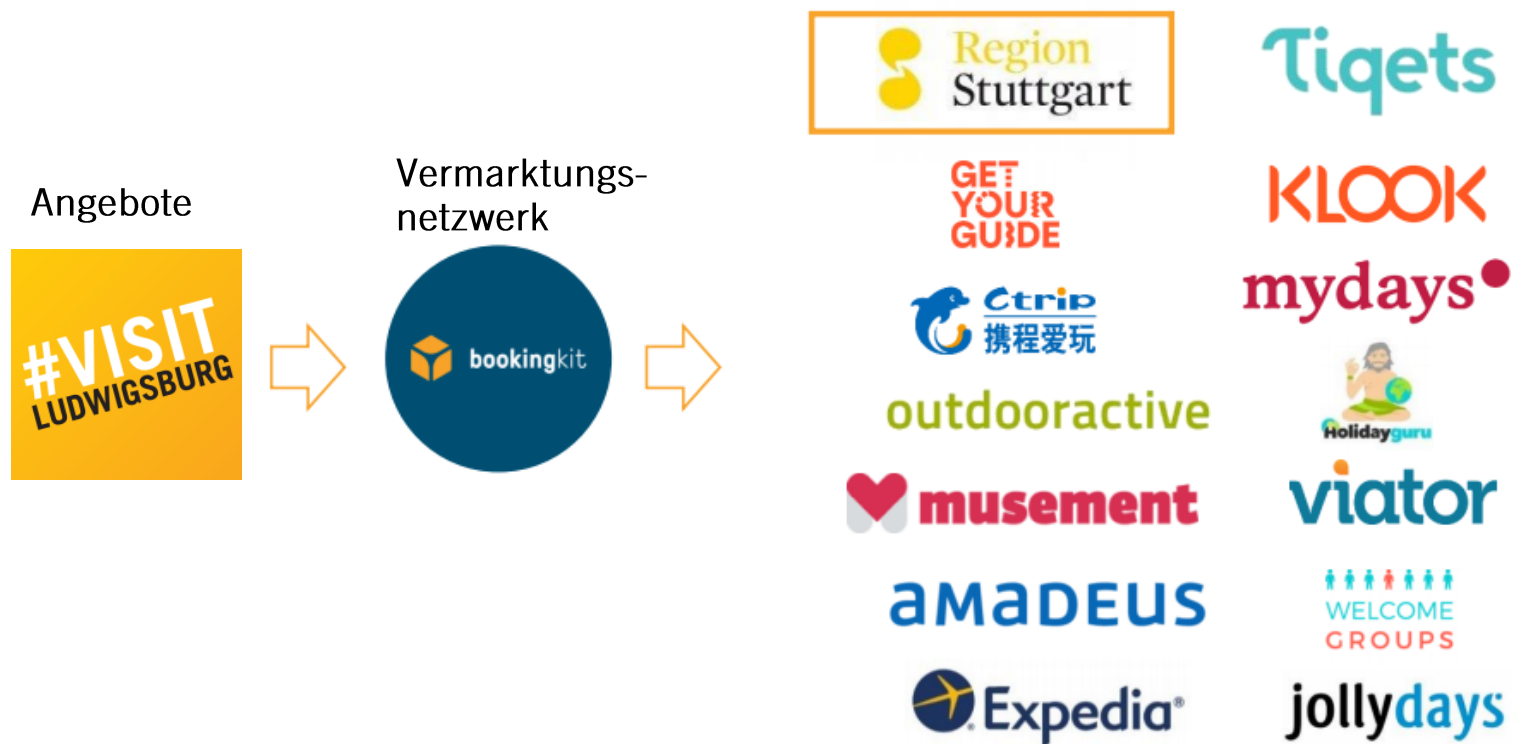 Angebote
#VISIT
LUDWIGSBURG
Vermarktungs-
netzwerk
bookingkit
Region
Stuttgart
Tiqets
GET
YOUR
GUIDE
KLOOK
Ctrip
携程爱玩
mydays
outdooractive
Holidayguru
musement
viator
amadeus
WELCOME
GROUPS
Expedia®
jollydays